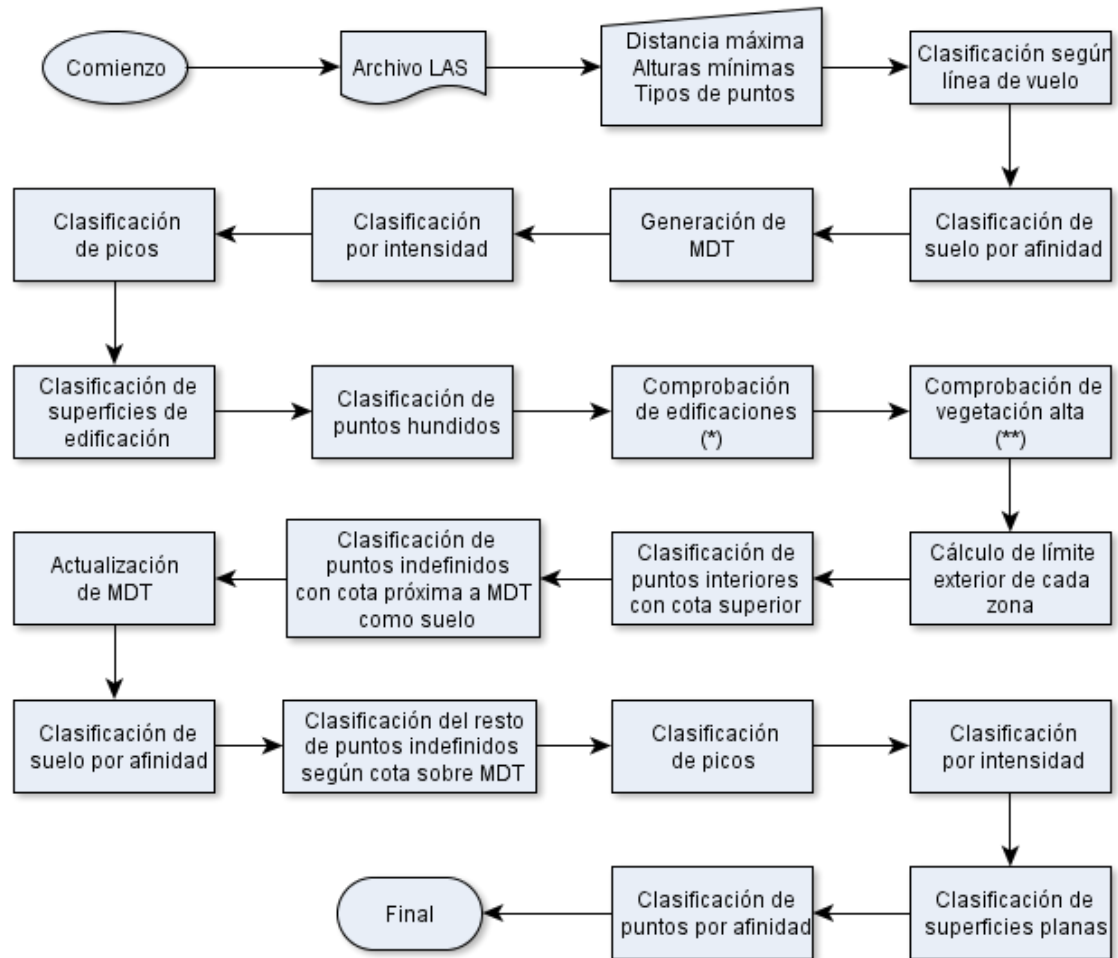 Comienzo
Archivo LAS
Distancia máxima
Alturas mínimas
Tipos de puntos
Clasificación según
línea de vuelo
Clasificación de
suelo por afinidad
Generación de
MDT
Clasificación
por intensidad
Clasificación
de picos
Clasificación de
superficies de
edificación
Clasificación de
puntos hundidos
Comprobación
de edificaciones
(*)
Comprobación de
vegetación alta
(**)
Cálculo de límite
exterior de cada
zona
Clasificación de
puntos interiores
con cota superior
Clasificación de
puntos indefinidos
con cota próxima a MDT
como suelo
Actualización
de MDT
Clasificación de
suelo por afinidad
Clasificación del resto
de puntos indefinidos
según cota sobre MDT
Clasificación
de picos
Clasificación
por intensidad
Clasificación de
superficies planas
Clasificación de
puntos por afinidad
Final